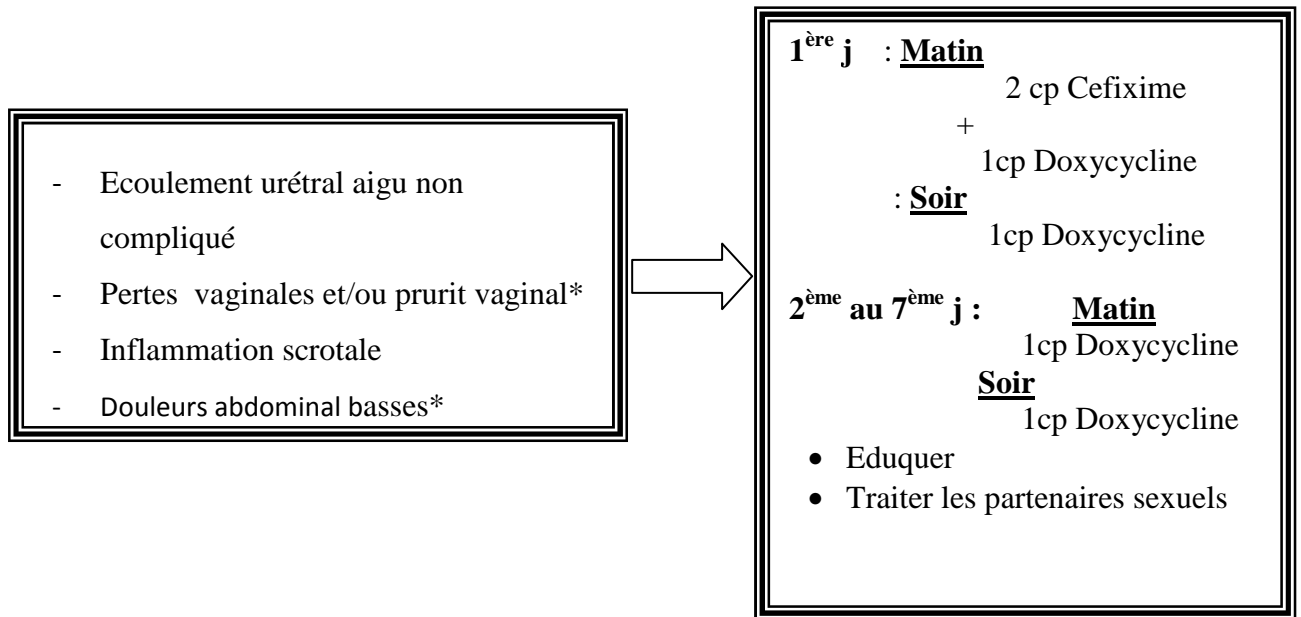 - Ecoulement urétral aigu non
compliqué
- Pertes vaginales et/ou prurit vaginal*
- Inflammation scrotale
- Douleurs abdominal basses*
1ère j : Matin
2 cp Cefixime
+
1cp Doxycycline
: Soir
1cp Doxycycline
2ème au 7ème j : Matin
1cp Doxycycline
Soir
1cp Doxycycline
• Eduquer
• Traiter les partenaires sexuels